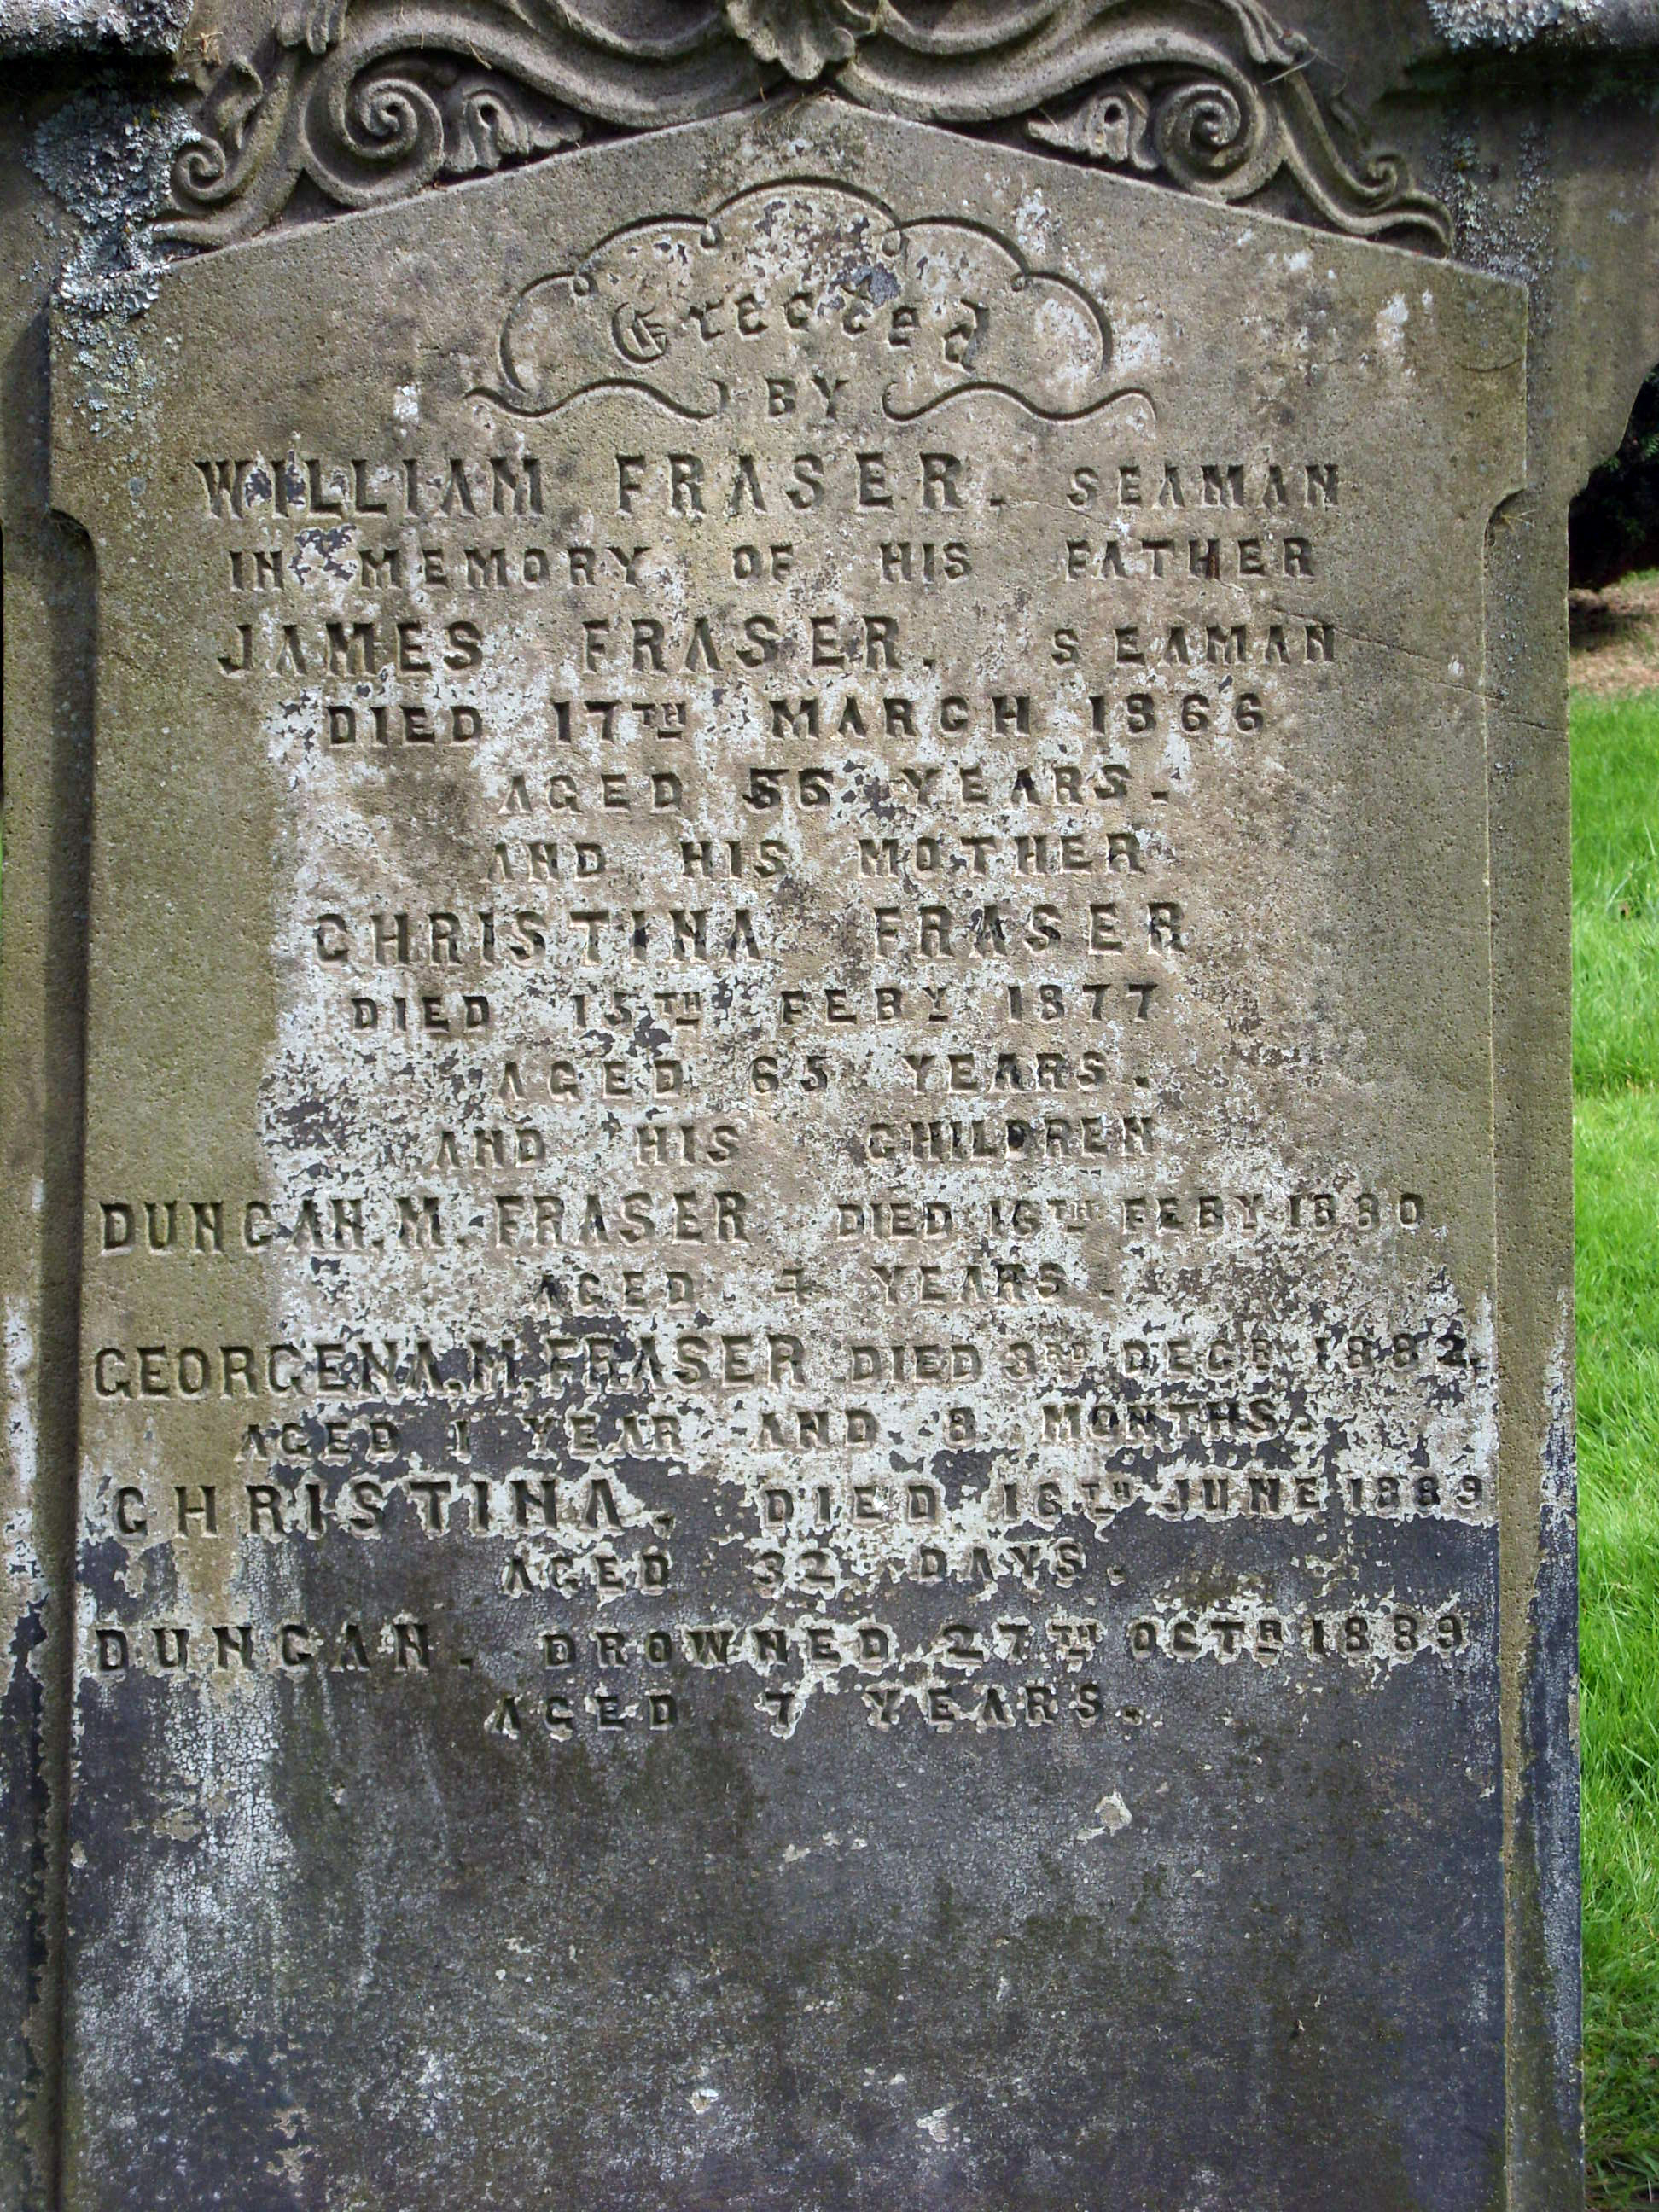 Erected
BY
WILLIAM FRASER. SEAMAN
IN MEMORY OF HIS FATHER
JAMES FRASER. SEAMAN
DIED 17TH MARCH 1866
AGED 56 YEARS.
AND HIS MOTHER
CHRISTINA FRASER
DIED 15TH FEBY 1877
AGED 65 YEARS.
AND HIS CHILDREN
DUNCAN.M. FRASER DIED 16TH FEBY 1880
AGED 4 YEARS.
GEORGENA.M. FRASER DIED 3RD DECR 1882.
AGED 1 YEAR AND 8 MONTHS.
CHRISTINA. DIED 16TH JUNE 1889
AGED 32 DAYS.
DUNCAN. DROWNED 27TH OCTR 1889
AGED 7 YEARS.